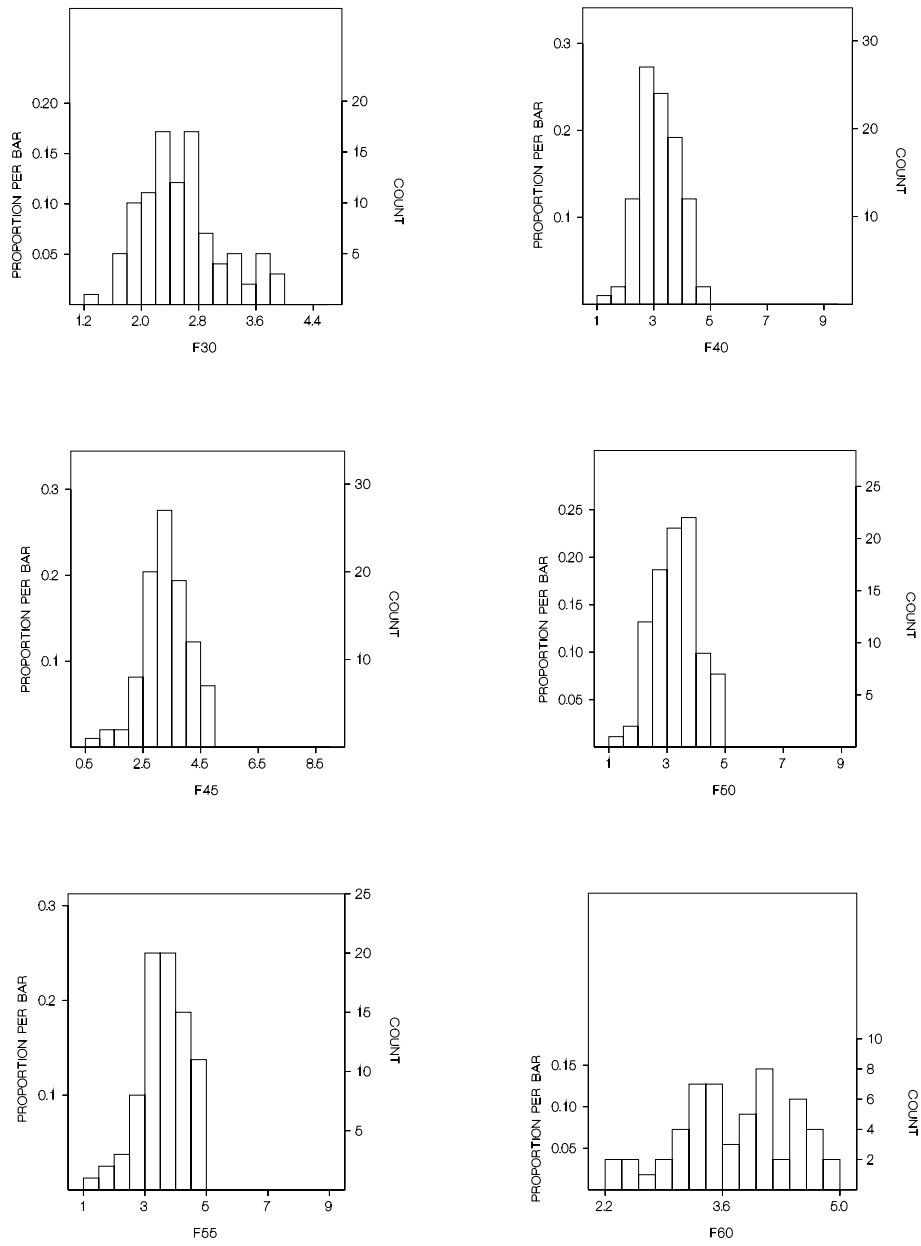 PROPORTION PER BAR
0.20
0.15
0.10
0.05
20
15
10
5
COUNT
1.2 2.0 2.8 3.6 4.4
F30
PROPORTION PER BAR
0.3
0.2
0.1
30
20
10
COUNT
1 3 5 7 9
F40
PROPORTION PER BAR
0.3
0.2
0.1
30
20
10
COUNT
0.5 2.5 4.5 6.5 8.5
F45
PROPORTION PER BAR
0.25
0.20
0.15
0.10
0.05
25
20
15
10
5
COUNT
1 3 5 7 9
F50
PROPORTION PER BAR
0.3
0.2
0.1
25
20
15
10
5
COUNT
1 3 5 7 9
F55
PROPORTION PER BAR
0.15
0.10
0.05
10
8
6
4
2
COUNT
2.2 3.6 5.0
F60